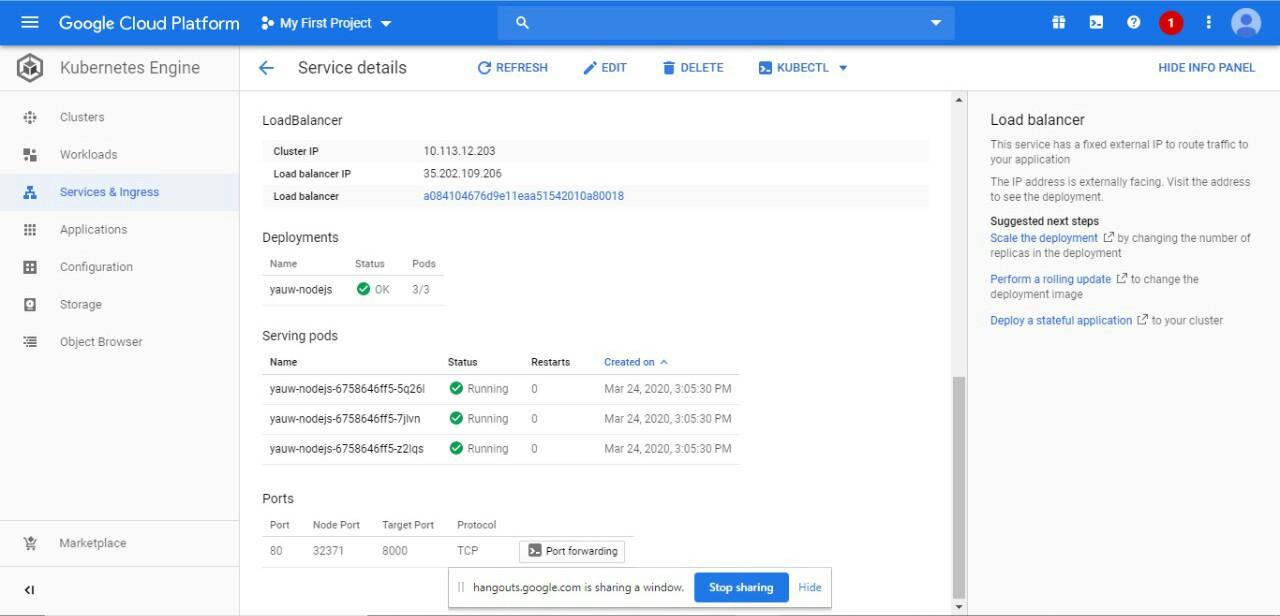 Google Cloud Platform My First Project 1
Kubernetes Engine Service details REFRESH EDIT DELETE KUBECTL HIDE INFO PANEL
Clusters
Workloads
Services & Ingress
Applications
Configuration
Storage
Object Browser
Marketplace
LoadBalancer
Cluster IP 10.113.12.203
Load balancer IP 35.202.109.206
Load balancer a084104676d9e11eaa51542010a80018
Deployments
Name Status Pods
yauw-nodejs OK 3/3
Serving pods
Name Status Restarts Created on
yauw-nodejs-6758646ff5-5q26l Running 0 Mar 24, 2020, 3:05:30 PM
yauw-nodejs-6758646ff5-7jlvn Running 0 Mar 24, 2020, 3:05:30 PM
yauw-nodejs-6758646ff5-z2lqs Running 0 Mar 24, 2020, 3:05:30 PM
Ports
Port Node Port Target Port Protocol
80 32371 8000 TCP Port forwarding
hangouts.google.com is sharing a window. Stop sharing Hide
Load balancer
This service has a fixed external IP to route traffic to
your application
The IP address is externally facing. Visit the address
to see the deployment.
Suggested next steps
Scale the deployment by changing the number of
replicas in the deployment
Perform a rolling update to change the
deployment image
Deploy a stateful application to your cluster